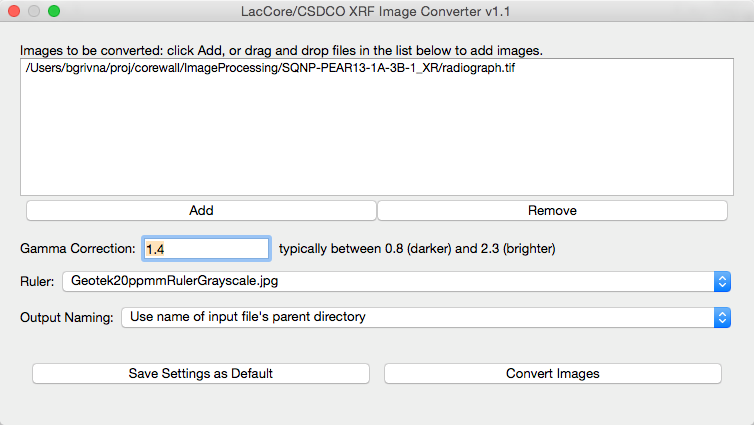 LacCore/CSDCO XRF Image Converter v1.1
Images to be converted: click Add, or drag and drop files in the list below to add images.
/Users/bgrivna/proj/corewall/ImageProcessing/SQNP-PEAR13-1A-3B-1_XR/radiograph.tif
Add Remove
Gamma Correction: 1.4 typically between 0.8 (darker) and 2.3 (brighter)
Ruler: Geotek20ppmmRulerGrayscale.jpg
Output Naming: Use name of input file's parent directory
Save Settings as Default Convert Images